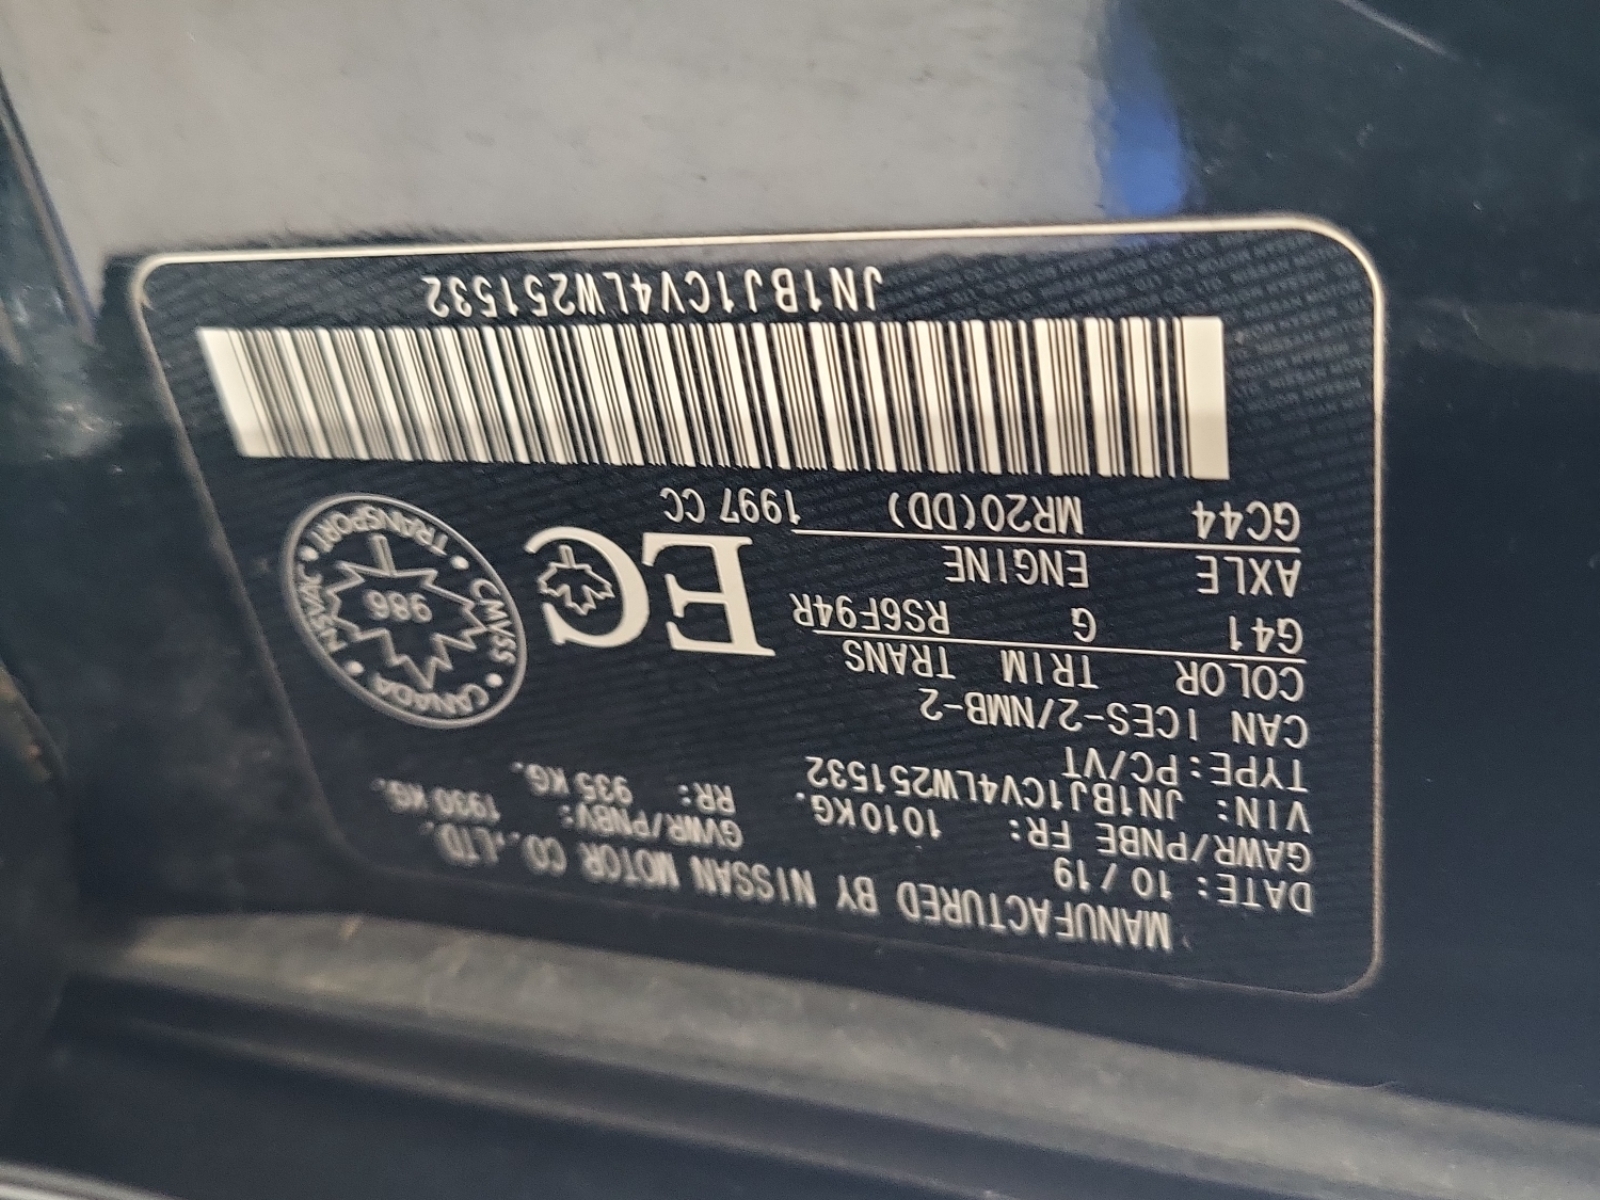 MANUFACTURED BY NISSAN MOTOR CO.,LTD.
DATE: 10/19 GVWR/PNBV: 1930 KG.
GAWR/PNBE FR: 1010KG. RR: 935 KG.
VIN: JN1BJ1CV4LW251532
TYPE:PC/VT
CAN ICES-2/NMB-2
COLOR TRIM TRANS
G41 G RS6F94R
AXLE ENGINE
GC44 MR20(DD) 1997 CC
EC
CANADA • CMVSS • TRANSPORT • NSVAC •
986
JN1BJ1CV4LW251532